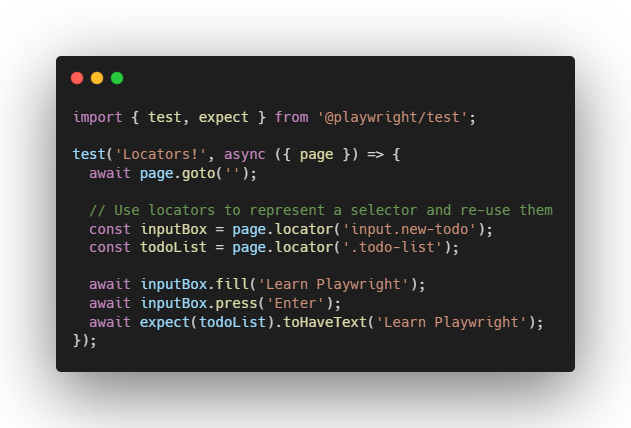 import { test, expect } from '@playwright/test';
test('Locators!', async ({ page }) => {
await page.goto('');
// Use locators to represent a selector and re-use them
const inputBox = page.locator('input.new-todo');
const todoList = page.locator('.todo-list');
await inputBox.fill('Learn Playwright');
await inputBox.press('Enter');
await expect(todoList).toHaveText('Learn Playwright');
});